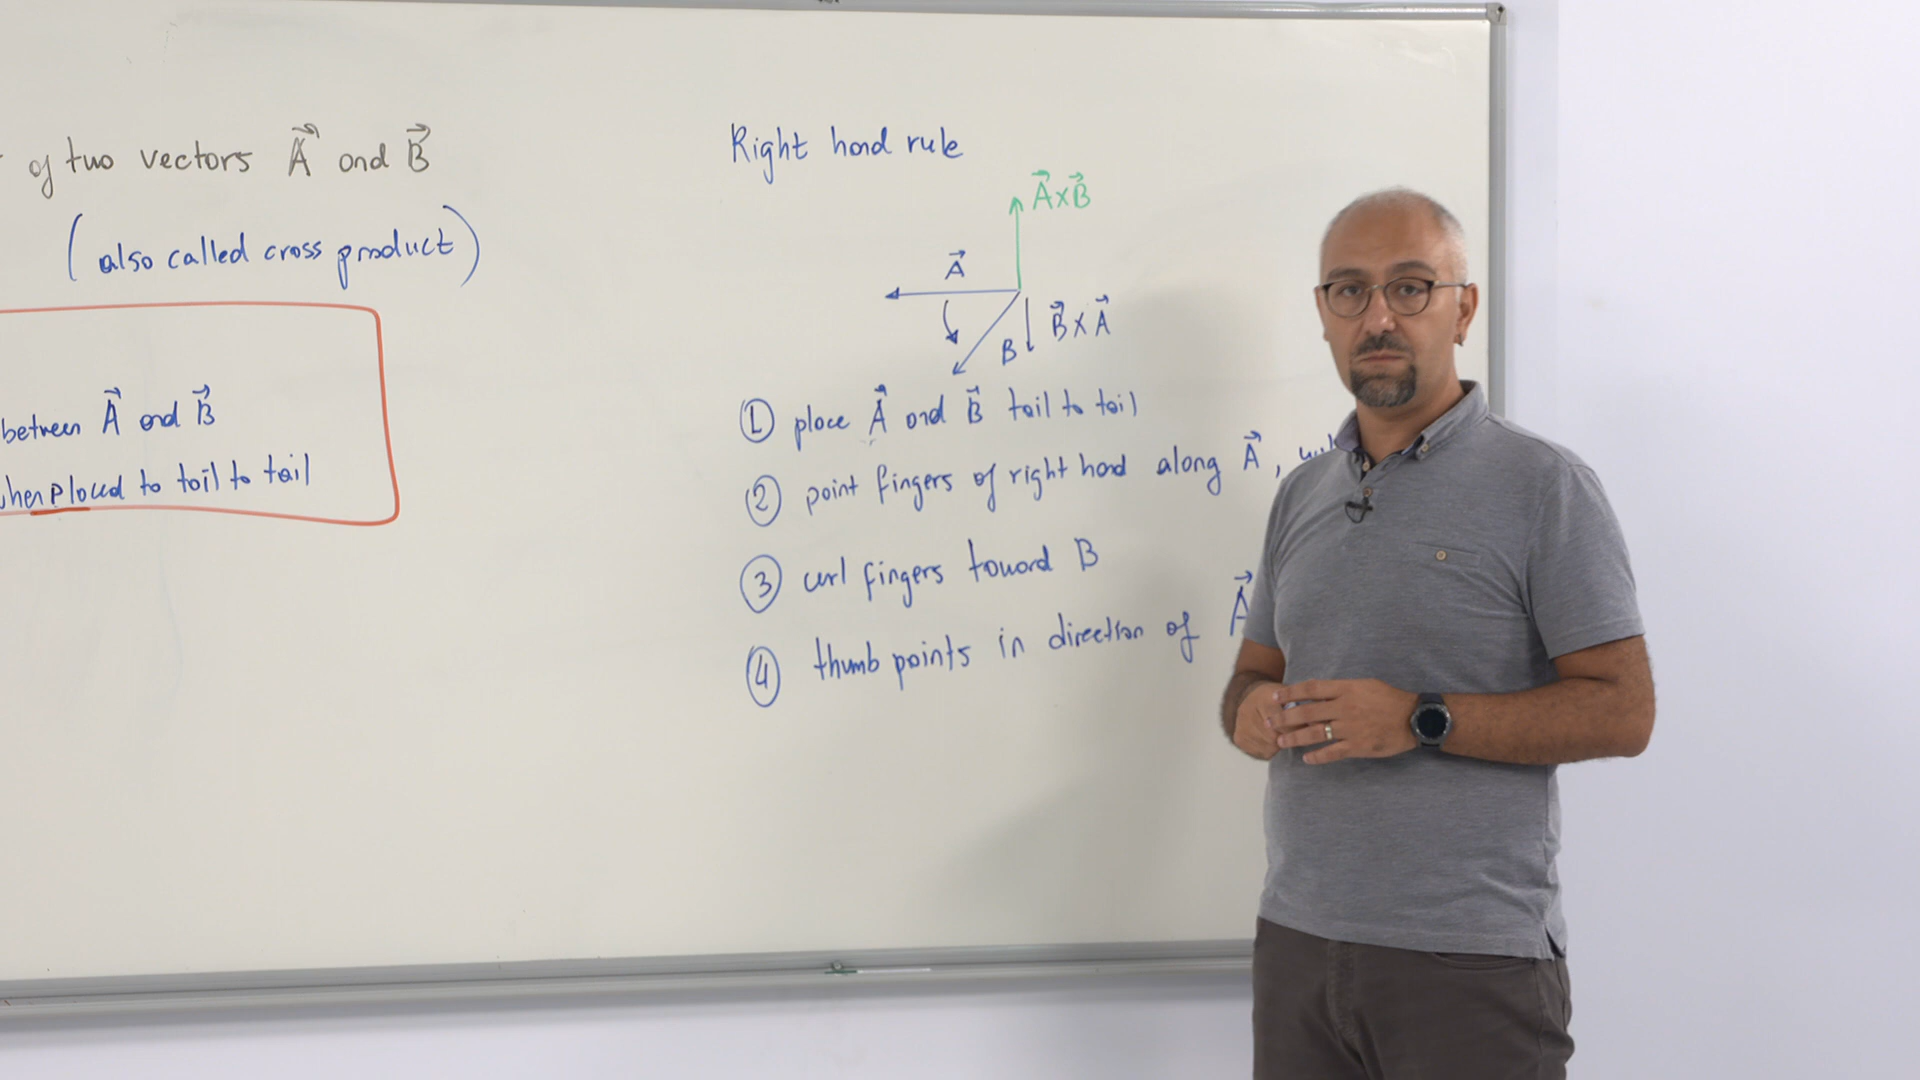 of two vectors A⃗ and B⃗
(also called cross product)
between A⃗ and B⃗
when placed to tail to tail
Right hand rule
A⃗xB⃗
A⃗
B⃗xA⃗
B
① place A⃗ and B⃗ tail to tail
② point fingers of right hand along A⃗,
③ curl fingers toward B
④ thumb points in direction of A⃗